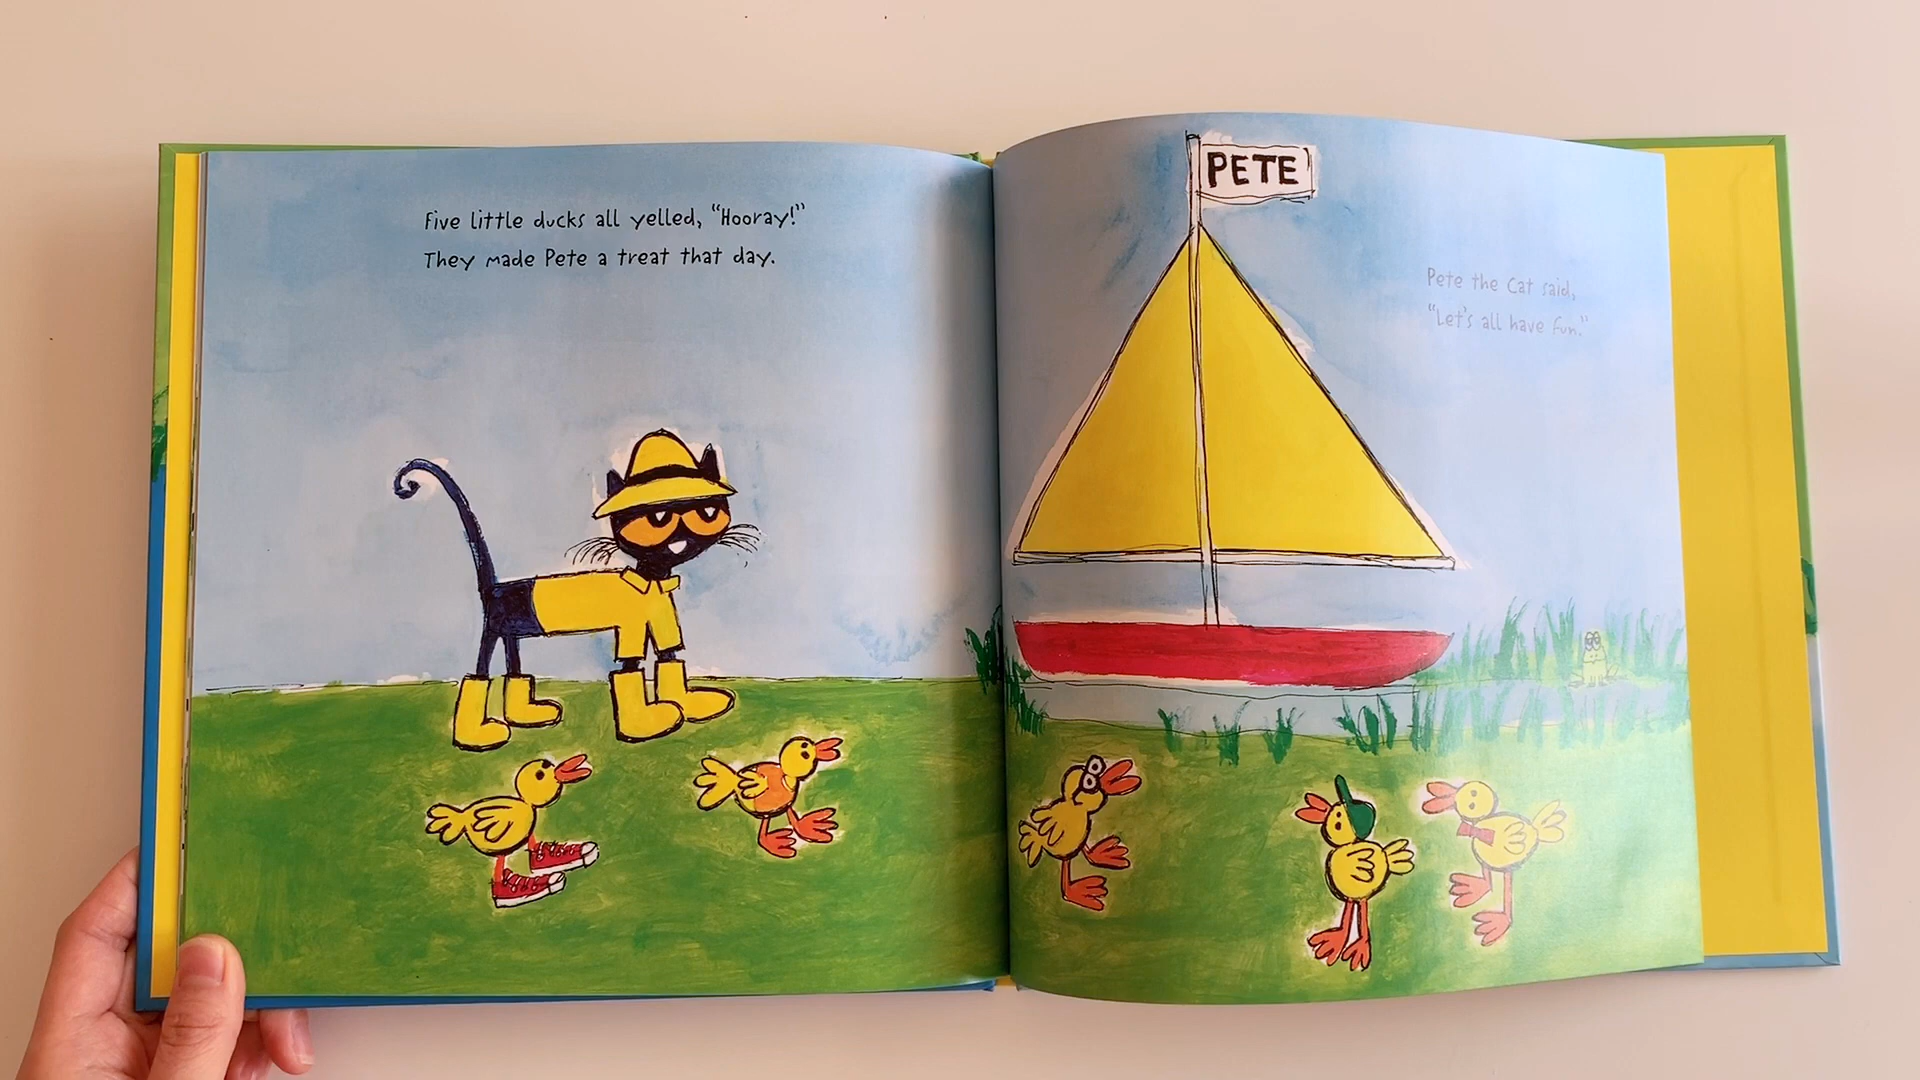 Five little ducks all yelled, “Hooray!”
They made Pete a treat that day.
PETE
Pete the Cat said,
“Let’s all have fun.”